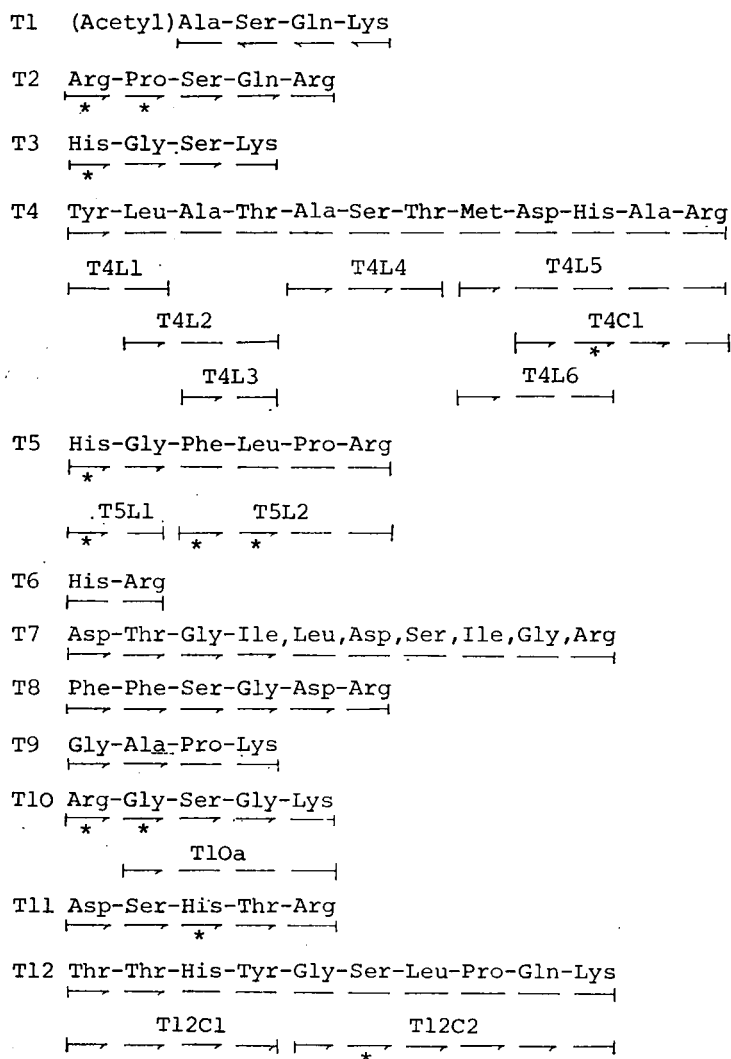 T1 (Acetyl)Ala-Ser-Gln-Lys
T2 Arg-Pro-Ser-Gln-Arg
* *
T3 His-Gly-Ser-Lys
*
T4 Tyr-Leu-Ala-Thr-Ala-Ser-Thr-Met-Asp-His-Ala-Arg
T4L1 T4L4 T4L5
T4L2 T4C1
*
T4L3 T4L6
T5 His-Gly-Phe-Leu-Pro-Arg
*
T5L1 T5L2
* * *
T6 His-Arg
T7 Asp-Thr-Gly-Ile,Leu,Asp,Ser,Ile,Gly,Arg
T8 Phe-Phe-Ser-Gly-Asp-Arg
T9 Gly-Ala-Pro-Lys
T10 Arg-Gly-Ser-Gly-Lys
* *
T10a
T11 Asp-Ser-His-Thr-Arg
*
T12 Thr-Thr-His-Tyr-Gly-Ser-Leu-Pro-Gln-Lys
T12C1 T12C2
*